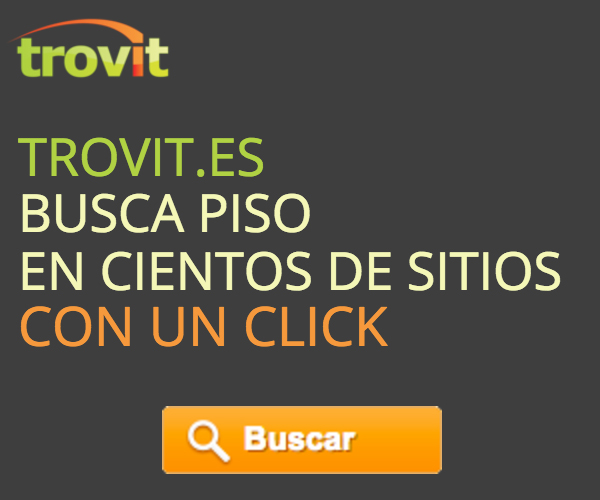 trovit
TROVIT.ES
BUSCA PISO
EN CIENTOS DE SITIOS
CON UN CLICK
Buscar